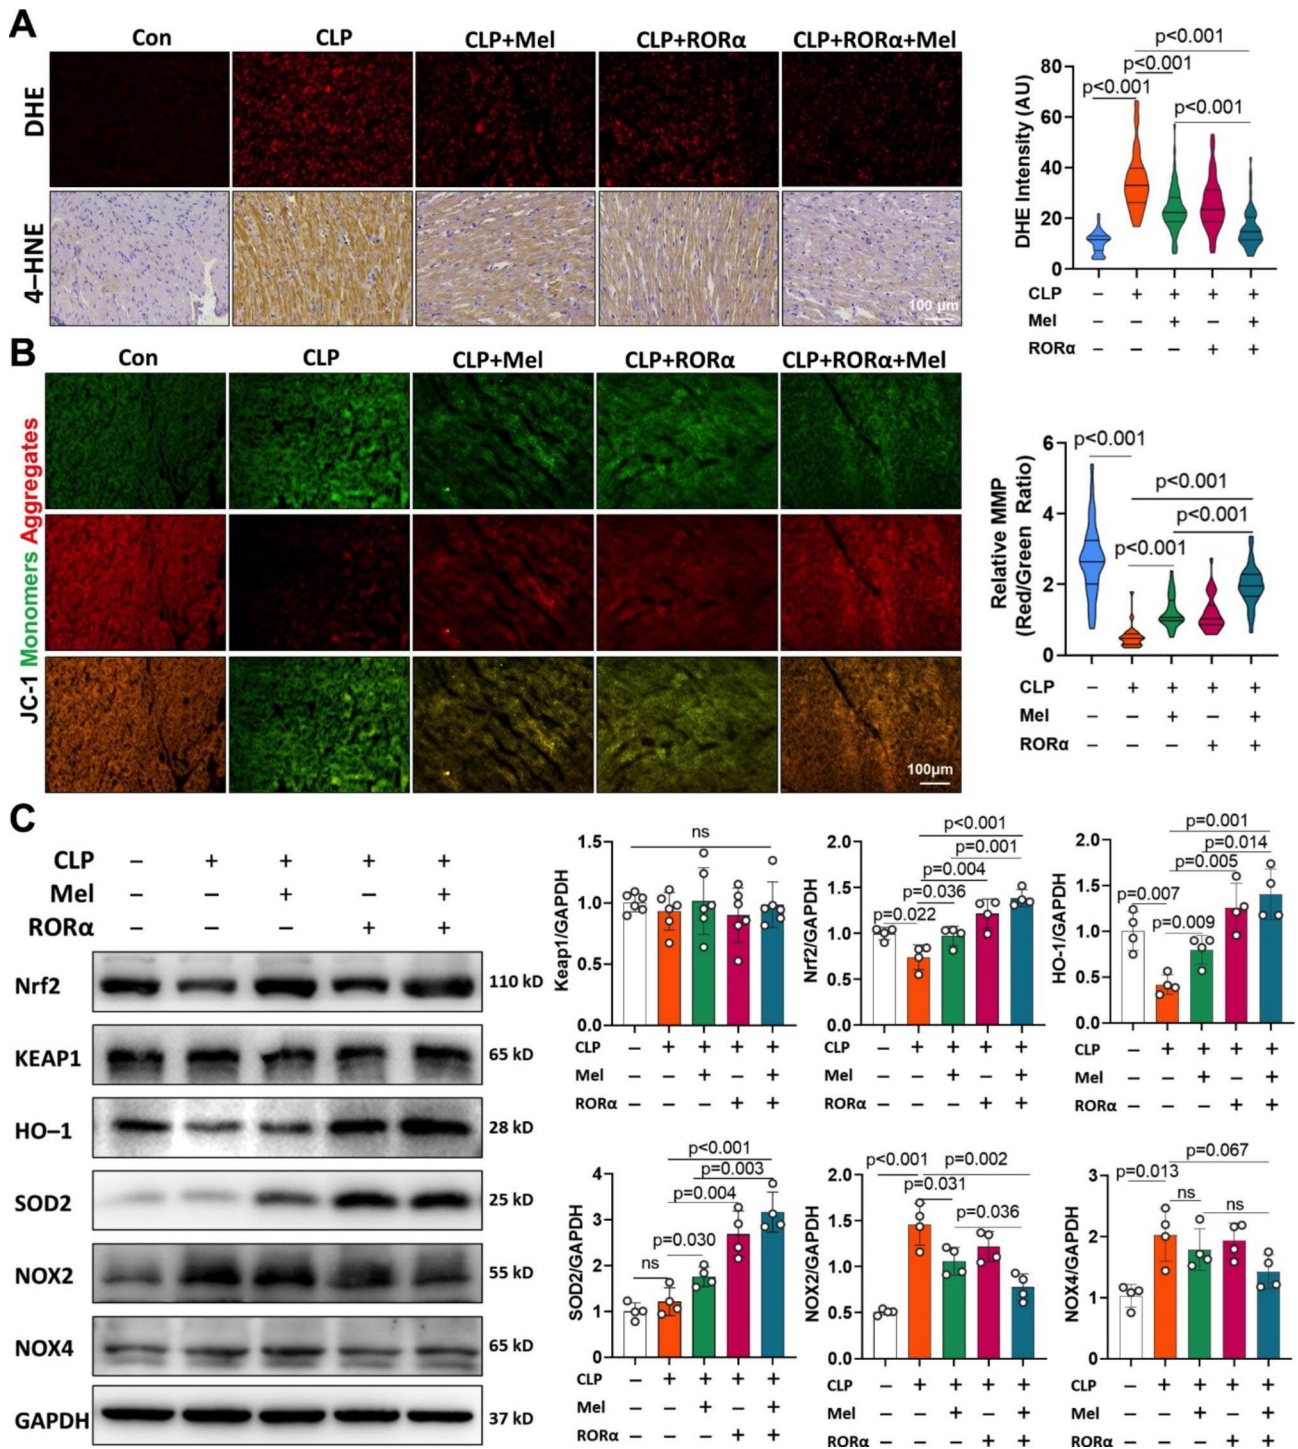 A
Con CLP CLP+Mel CLP+RORα CLP+RORα+Mel
DHE
4–HNE
100 μm
DHE Intensity (AU)
80
60
40
20
0
p<0.001
p<0.001
p<0.001
p<0.001
CLP – + + + +
Mel – – + – +
RORα – – – + +
B
Con CLP CLP+Mel CLP+RORα CLP+RORα+Mel
JC-1 Monomers Aggregates
100μm
Relative MMP
(Red/Green Ratio)
6
4
2
0
p<0.001
p<0.001
p<0.001
p<0.001
CLP – + + + +
Mel – – + – +
RORα – – – + +
C
CLP – + + + +
Mel – – + – +
RORα – – – + +
Nrf2 110 kD
KEAP1 65 kD
HO–1 28 kD
SOD2 25 kD
NOX2 55 kD
NOX4 65 kD
GAPDH 37 kD
Keap1/GAPDH
1.5
1.0
0.5
0.0
ns
CLP – + + + +
Mel – – + – +
RORα – – – + +
Nrf2/GAPDH
2.0
1.5
1.0
0.5
0.0
p<0.001
p=0.001
p=0.004
p=0.036
p=0.022
CLP – + + + +
Mel – – + – +
RORα – – – + +
HO-1/GAPDH
2.0
1.5
1.0
0.5
0.0
p=0.001
p=0.014
p=0.005
p=0.007
p=0.009
CLP – + + + +
Mel – – + – +
RORα – – – + +
SOD2/GAPDH
4
3
2
1
0
p<0.001
p=0.003
p=0.004
p=0.030
ns
CLP – + + + +
Mel – – + – +
RORα – – – + +
NOX2/GAPDH
2.0
1.5
1.0
0.5
0.0
p<0.001 p=0.002
p=0.031
p=0.036
CLP – + + + +
Mel – – + – +
RORα – – – + +
NOX4/GAPDH
3
2
1
0
p=0.067
p=0.013
ns
ns
CLP – + + + +
Mel – – + – +
RORα – – – + +